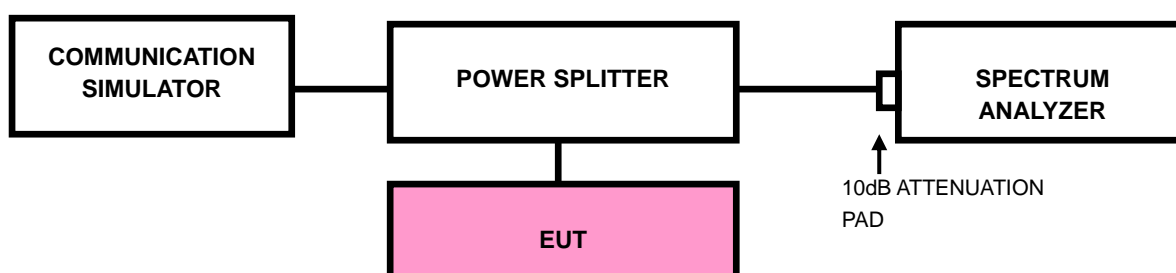 COMMUNICATION
SIMULATOR
POWER SPLITTER
SPECTRUM
ANALYZER
10dB ATTENUATION
PAD
EUT